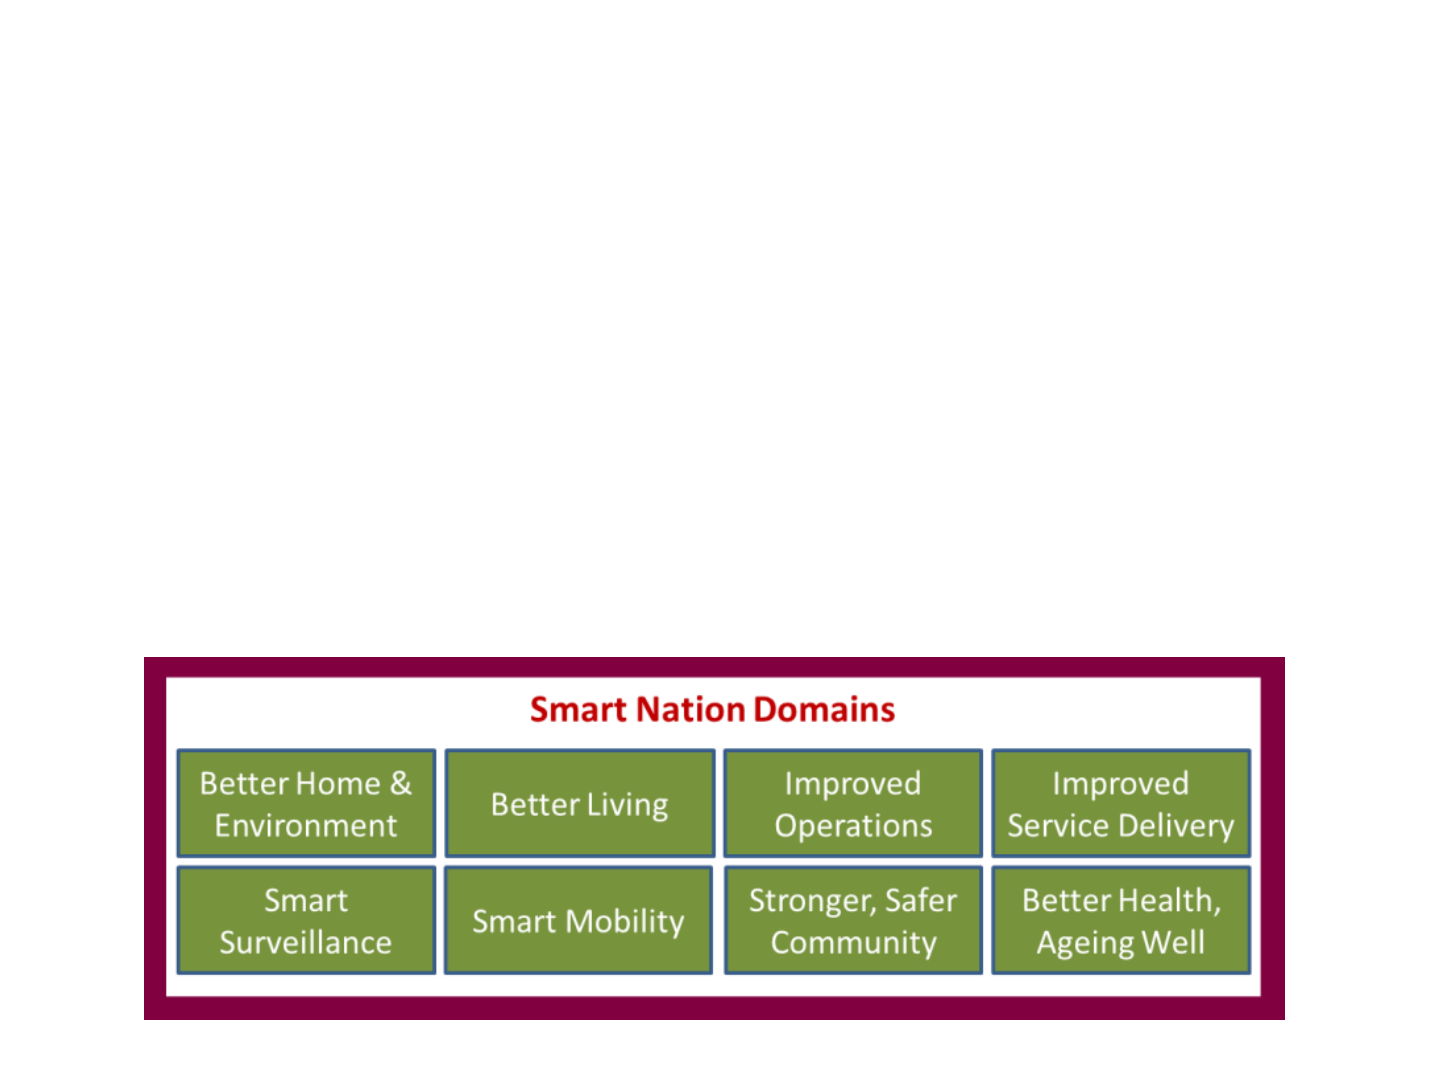 Smart Nation Domains
Better Home &
Environment
Better Living
Improved
Operations
Improved
Service Delivery
Smart
Surveillance
Smart Mobility
Stronger, Safer
Community
Better Health,
Ageing Well